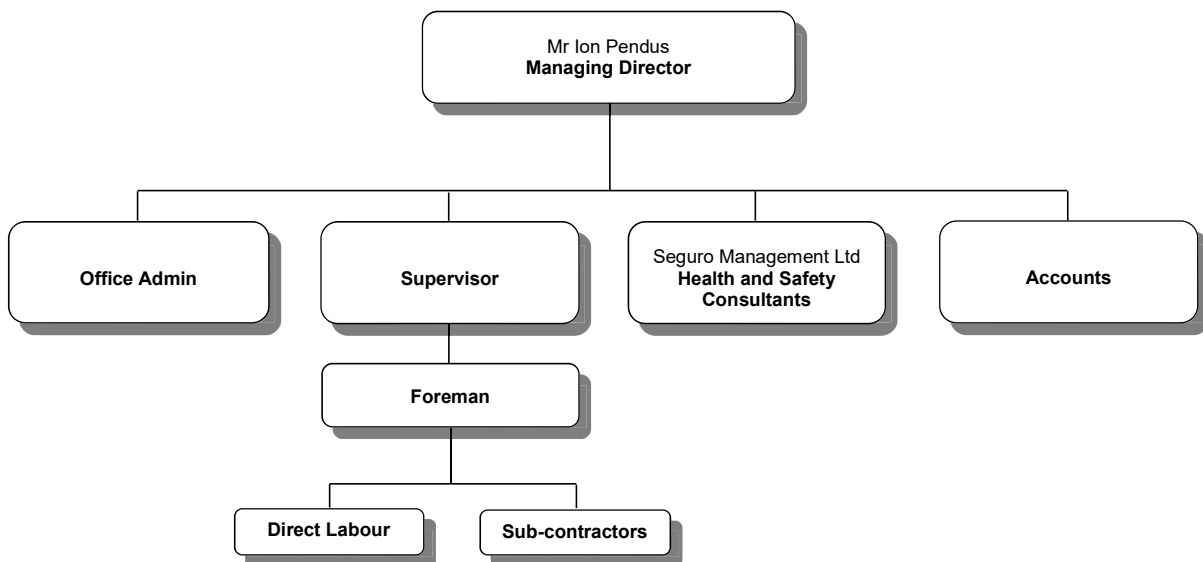 Mr Ion Pendus
Managing Director
Office Admin
Supervisor
Seguro Management Ltd
Health and Safety
Consultants
Accounts
Foreman
Direct Labour
Sub-contractors